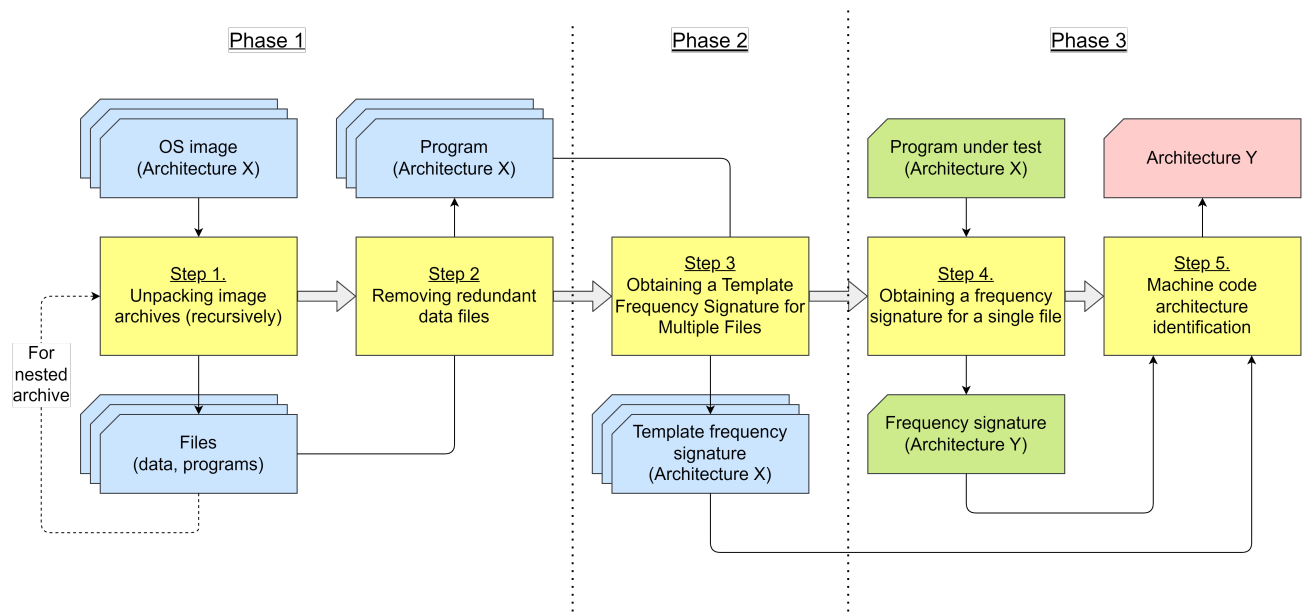 Phase 1
Phase 2
Phase 3
OS image
(Architecture X)
Program
(Architecture X)
Program under test
(Architecture X)
Architecture Y
Step 1.
Unpacking image
archives (recursively)
Step 2
Removing redundant
data files
Step 3
Obtaining a Template
Frequency Signature for
Multiple Files
Step 4.
Obtaining a frequency
signature for a single file
Step 5.
Machine code
architecture
identification
For
nested
archive
Files
(data, programs)
Template frequency
signature
(Architecture X)
Frequency signature
(Architecture Y)